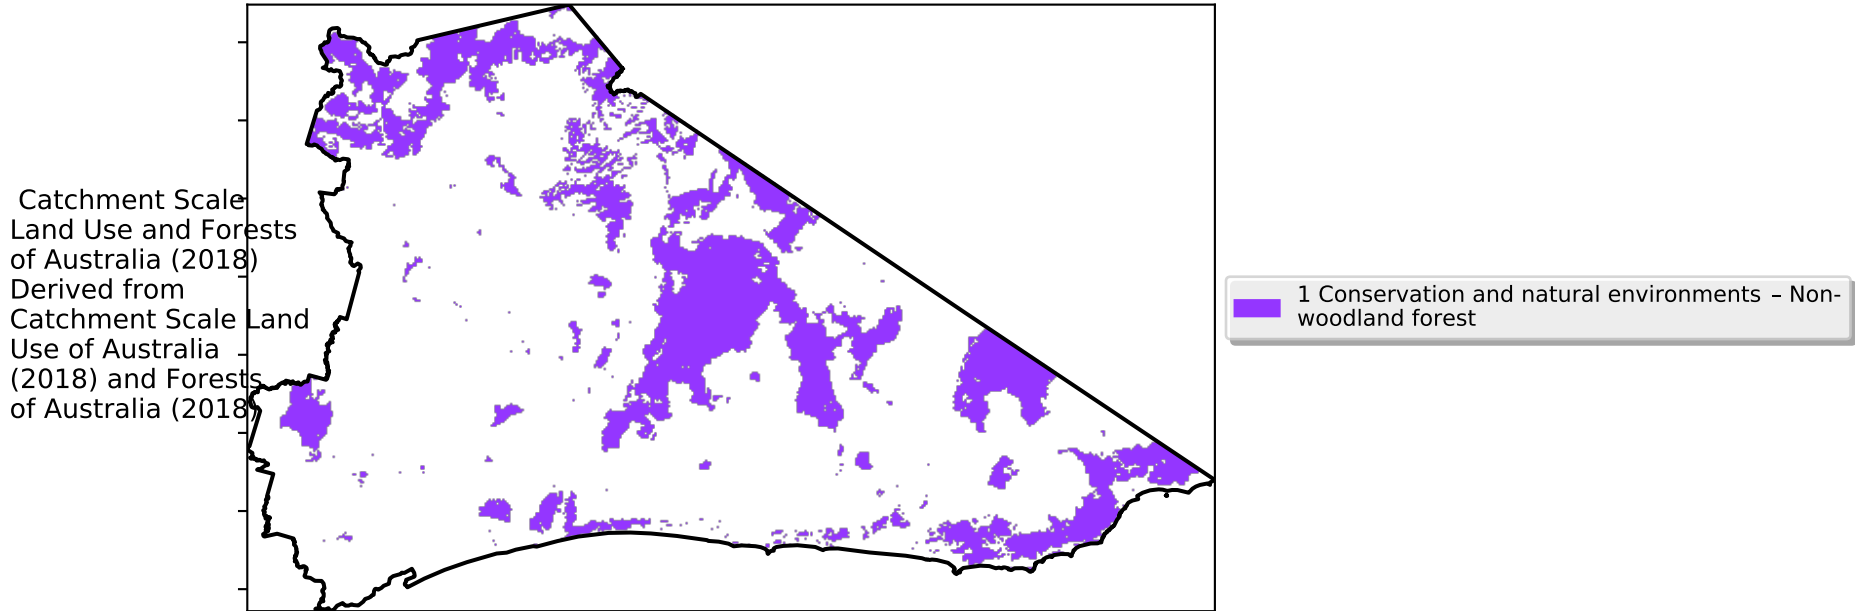 Catchment Scale
Land Use and Forests
of Australia (2018)
Derived from
Catchment Scale Land
Use of Australia
(2018) and Forests
of Australia (2018)
1 Conservation and natural environments – Non-
woodland forest